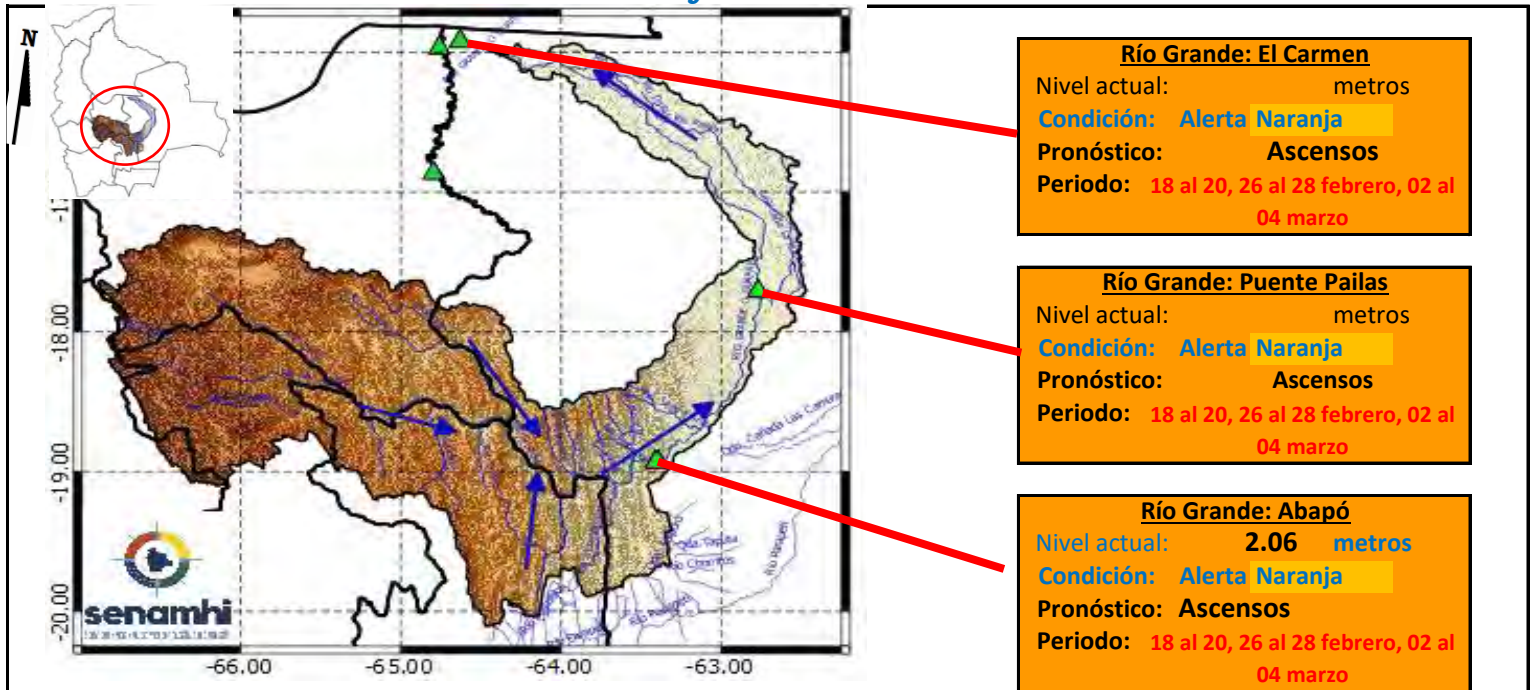 N
Río Grande: El Carmen
Nivel actual: metros
Condición: Alerta Naranja
Pronóstico: Ascensos
Periodo: 18 al 20, 26 al 28 febrero, 02 al
04 marzo
Río Grande: Puente Pailas
Nivel actual: metros
Condición: Alerta Naranja
Pronóstico: Ascensos
Periodo: 18 al 20, 26 al 28 febrero, 02 al
04 marzo
Río Grande: Abapó
Nivel actual: 2.06 metros
Condición: Alerta Naranja
Pronóstico: Ascensos
Periodo: 18 al 20, 26 al 28 febrero, 02 al
04 marzo
-18.00
-19.00
-20.00
-66.00
-65.00
-64.00
-63.00
Qda. Cañada Las
senamhi